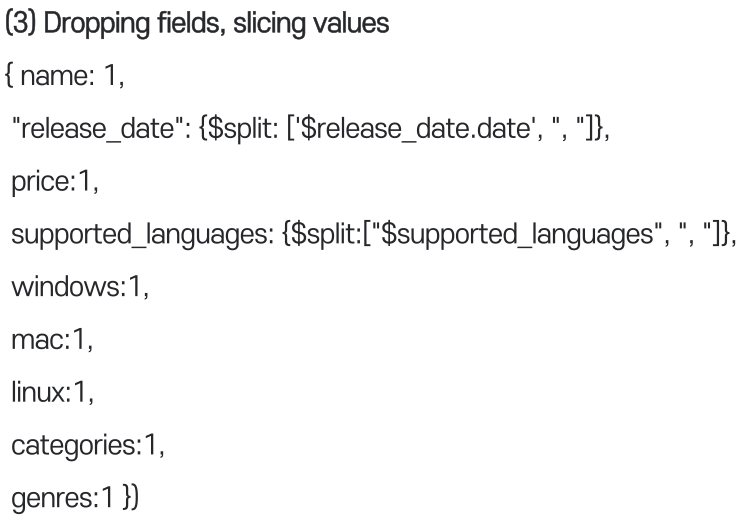 (3) Dropping fields, slicing values
{ name: 1,
"release_date": {$split: ['$release_date.date', ", "]},
price:1,
supported_languages: {$split:["$supported_languages", ", "]},
windows:1,
mac:1,
linux:1,
categories:1,
genres:1 })